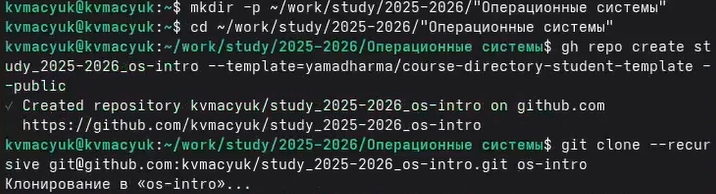 kvmacyuk@kvmacyuk:~$ mkdir -p ~/work/study/2025-2026/"Операционные системы"
kvmacyuk@kvmacyuk:~$ cd ~/work/study/2025-2026/"Операционные системы"
kvmacyuk@kvmacyuk:~/work/study/2025-2026/Операционные системы$ gh repo create st
udy_2025-2026_os-intro --template=yamadharma/course-directory-student-template -
-public
✓ Created repository kvmacyuk/study_2025-2026_os-intro on github.com
https://github.com/kvmacyuk/study_2025-2026_os-intro
kvmacyuk@kvmacyuk:~/work/study/2025-2026/Операционные системы$ git clone --recur
sive git@github.com:kvmacyuk/study_2025-2026_os-intro.git os-intro
Клонирование в «os-intro»...